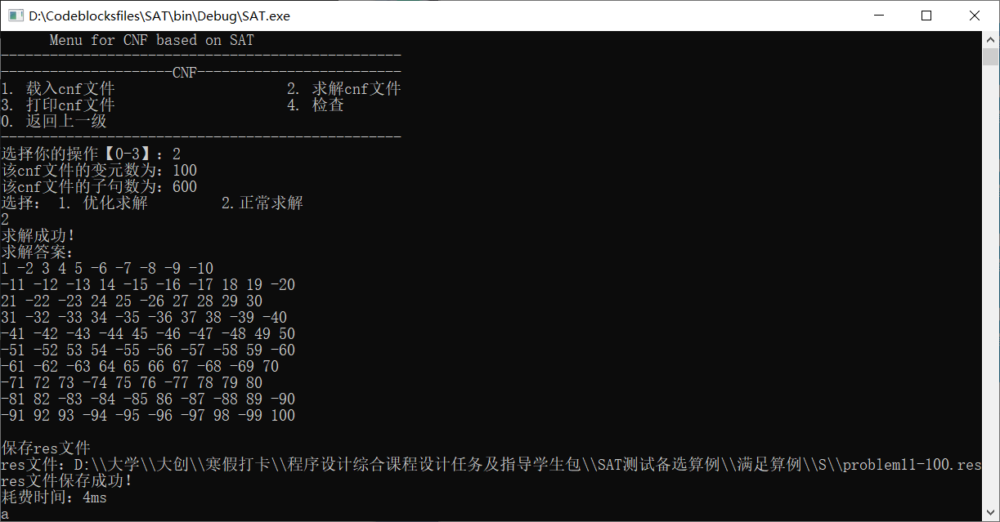 D:\Codeblocksfiles\SAT\bin\Debug\SAT.exe
Menu for CNF based on SAT
-------------------------------------------------
---------------------CNF-------------------------
1. 载入cnf文件 2. 求解cnf文件
3. 打印cnf文件 4. 检查
0. 返回上一级
-------------------------------------------------
选择你的操作【0-3】：2
该cnf文件的变元数为：100
该cnf文件的子句数为：600
选择： 1. 优化求解 2.正常求解
2
求解成功！
求解答案：
1 -2 3 4 5 -6 -7 -8 -9 -10
-11 -12 -13 14 -15 -16 -17 18 19 -20
21 -22 -23 24 25 -26 27 28 29 30
31 -32 -33 34 -35 -36 37 38 -39 -40
-41 -42 -43 -44 45 -46 -47 -48 49 50
-51 -52 53 54 -55 -56 -57 -58 59 -60
-61 -62 -63 64 65 66 67 -68 -69 70
-71 72 73 -74 75 76 -77 78 79 80
-81 82 -83 -84 -85 86 -87 -88 89 -90
-91 92 93 -94 -95 -96 -97 98 -99 100
保存res文件
res文件：D:\\大学\\大创\\寒假打卡\\程序设计综合课程设计任务及指导学生包\\SAT测试备选算例\\满足算例\\S\\problem11-100.res
res文件保存成功！
耗费时间：4ms
a